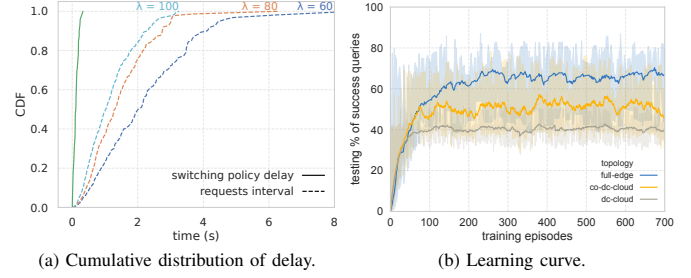 1.0
0.8
0.6
0.4
0.2
0.0
CDF
λ = 100
λ = 80
λ = 60
switching policy delay
requests interval
0 2 4 6 8
time (s)
(a) Cumulative distribution of delay.
100
80
60
40
20
0
testing % of success queries
topology
full-edge
co-dc-cloud
dc-cloud
0 100 200 300 400 500 600 700
training episodes
(b) Learning curve.